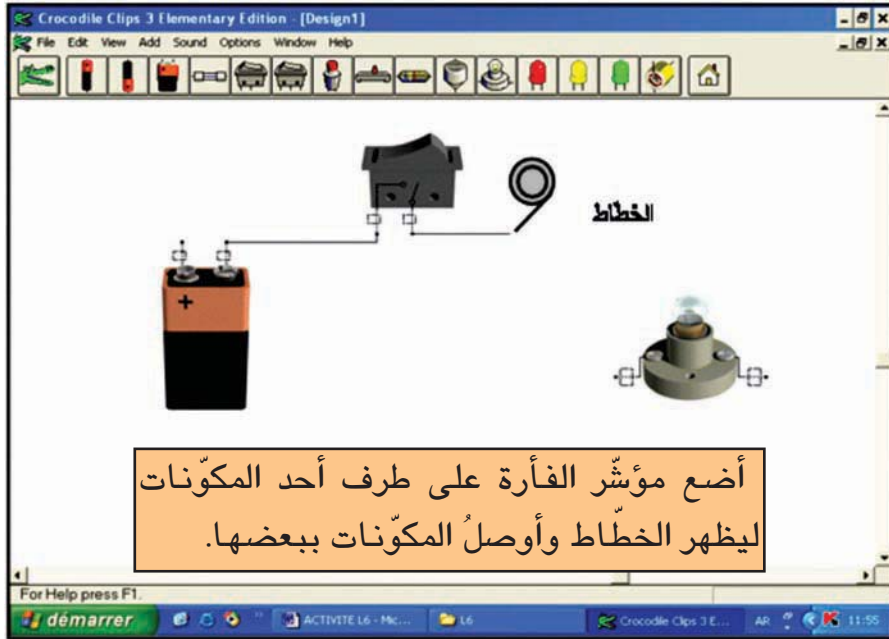 Crocodile Clips 3 Elementary Edition - [Design1]
File Edit View Add Sound Options Window Help
الخطّاط
+
أضع مؤشّر الفأرة على طرف أحد المكوّنات
ليظهر الخطّاط وأوصلُ المكوّنات ببعضها.
For Help press F1.
démarrer ACTIVITE L6 - Mic... L6 Crocodile Clips 3 E... AR 11:55